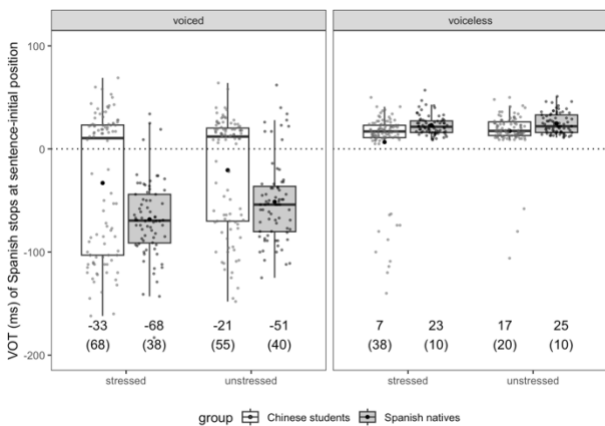 voiced
voiceless
VOT (ms) of Spanish stops at sentence-initial position
100
0
-100
-200
-33 -68 -21 -51
(68) (38) (55) (40)
7 23 17 25
(38) (10) (20) (10)
stressed unstressed
stressed unstressed
group Chinese students Spanish natives